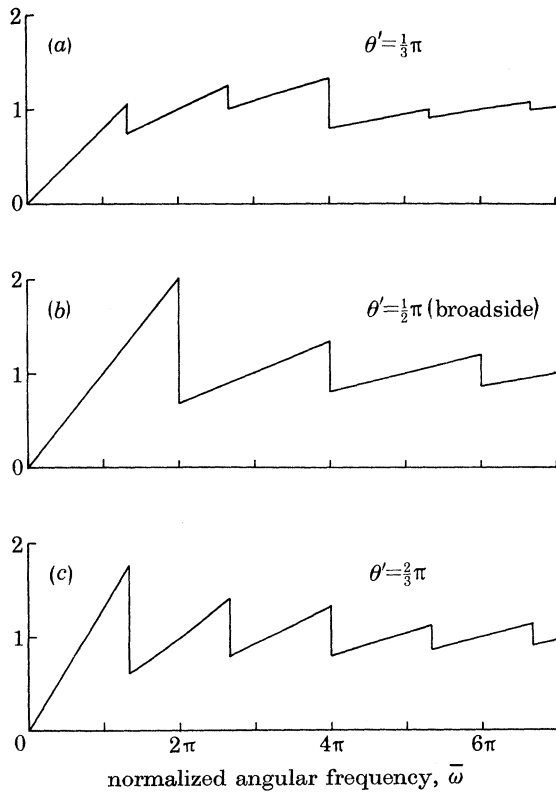 2
(a)
θ′=⅓π
1
0
2
(b)
θ′=½π (broadside)
1
0
2
(c)
θ′=⅔π
1
0
0 2π 4π 6π
normalized angular frequency, ω̅